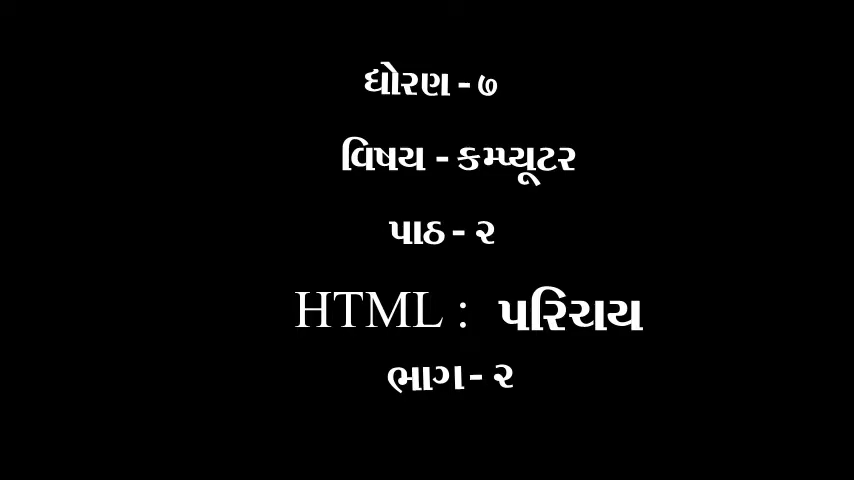 ધોરણ - ૭
વિષય - કમ્પ્યૂટર
પાઠ - ૨
HTML : પરિચય
ભાગ - ૨